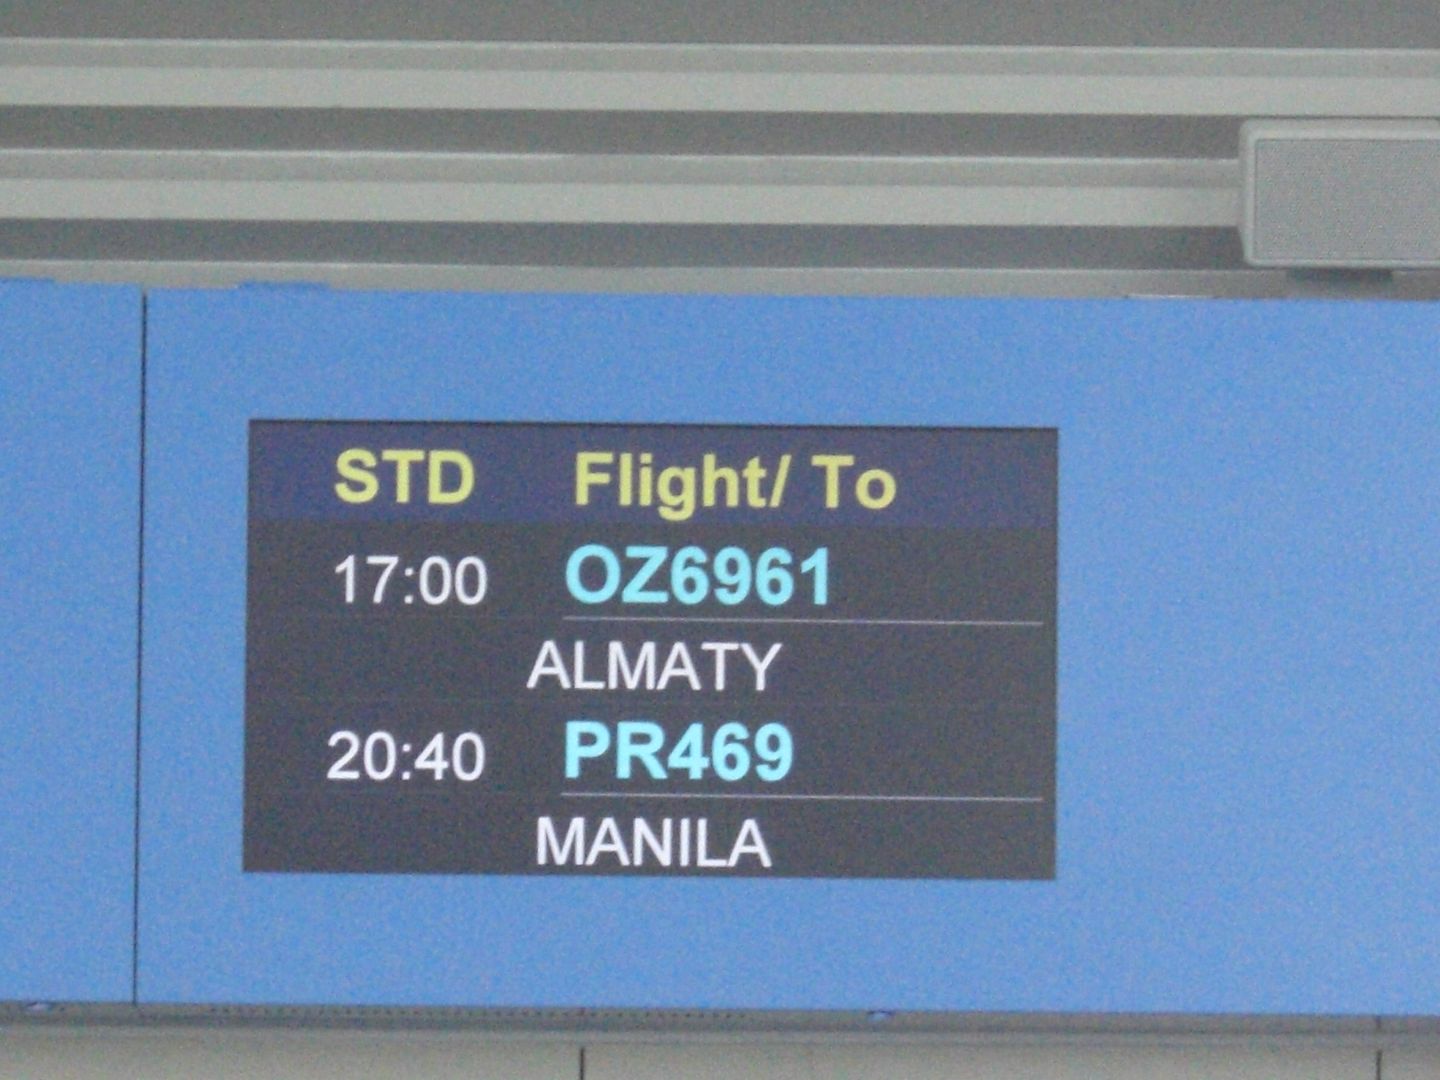 STD Flight/ To
17:00 OZ6961
ALMATY
20:40 PR469
MANILA